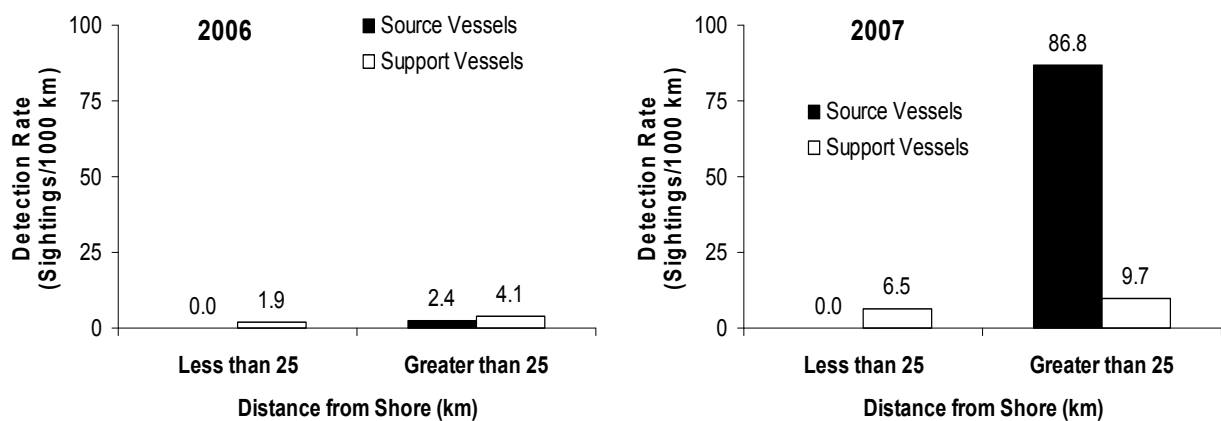 2006
Source Vessels
Support Vessels
Detection Rate
(Sightings/1000 km)
100
75
50
25
0
0.0
1.9
2.4
4.1
Less than 25
Greater than 25
Distance from Shore (km)
2007
Source Vessels
Support Vessels
Detection Rate
(Sightings/1000 km)
100
75
50
25
0
0.0
6.5
86.8
9.7
Less than 25
Greater than 25
Distance from Shore (km)